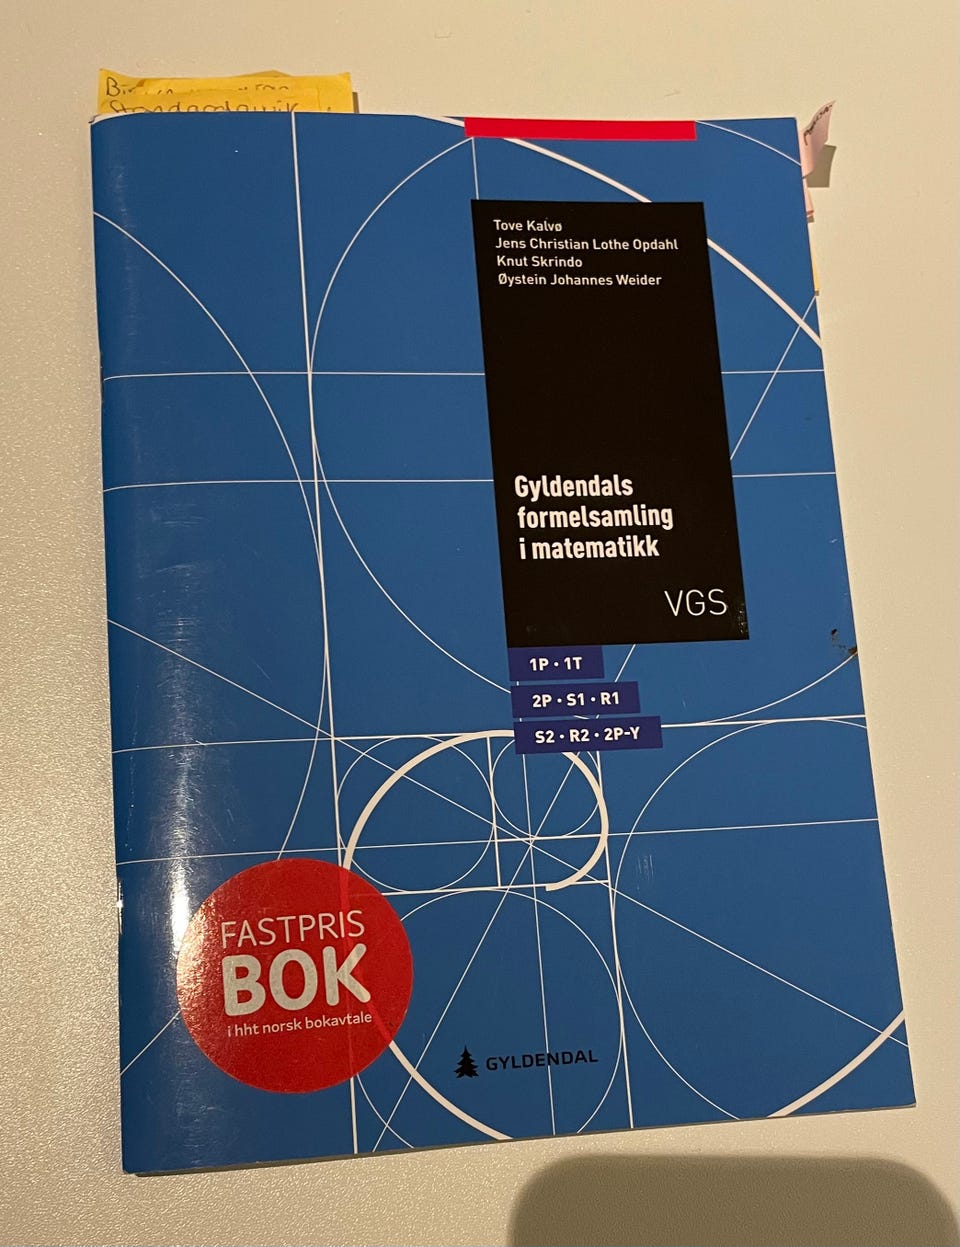 Tove Kalvø
Jens Christian Lothe Opdahl
Knut Skrindo
Øystein Johannes Weider
Gyldendals
formelsamling
i matematikk
VGS
1P • 1T
2P • S1 • R1
S2 • R2 • 2P-Y
FASTPRIS
BOK
i hht norsk bokavtale
GYLDENDAL